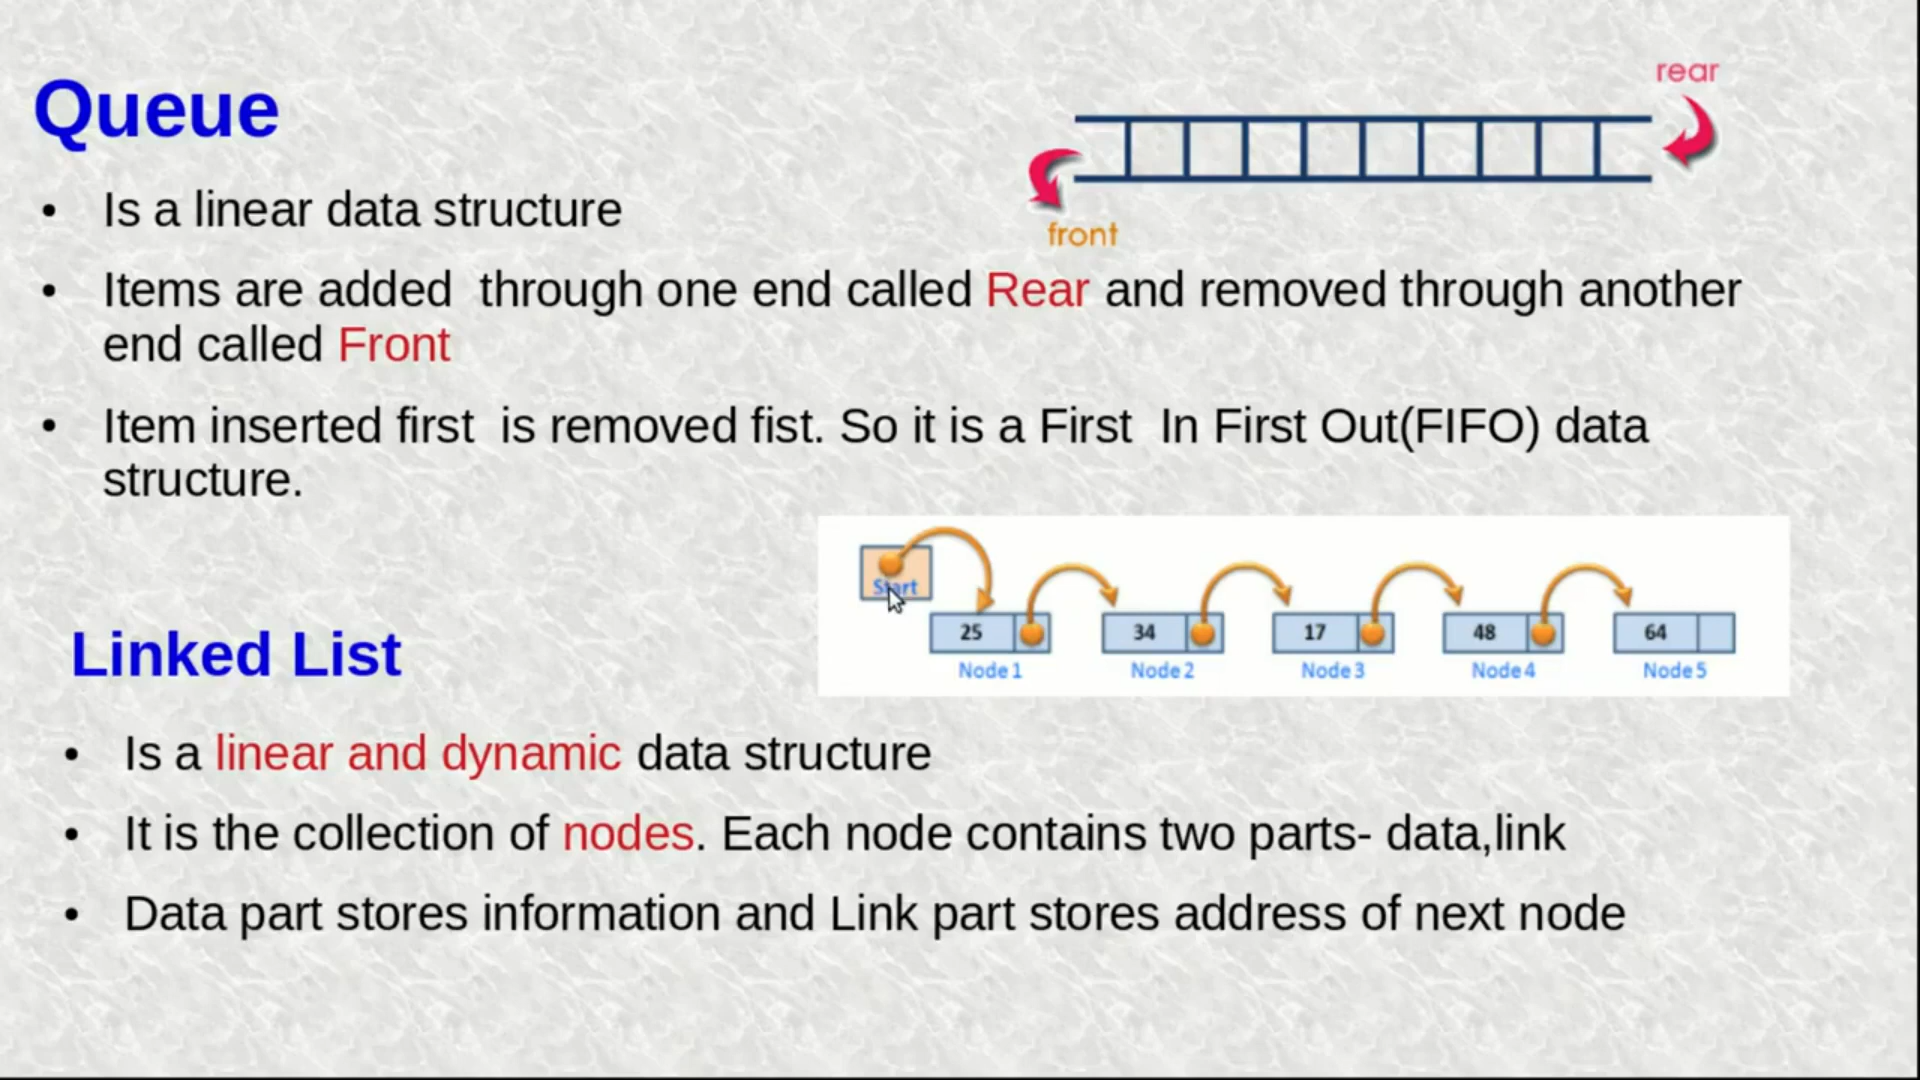 rear
Queue
front
• Is a linear data structure
• Items are added  through one end called Rear and removed through another
end called Front
• Item inserted first  is removed fist. So it is a First  In First Out(FIFO) data
structure.
Start
25 34 17 48 64
Node 1 Node 2 Node 3 Node 4 Node 5
Linked List
• Is a linear and dynamic data structure
• It is the collection of nodes. Each node contains two parts- data,link
• Data part stores information and Link part stores address of next node